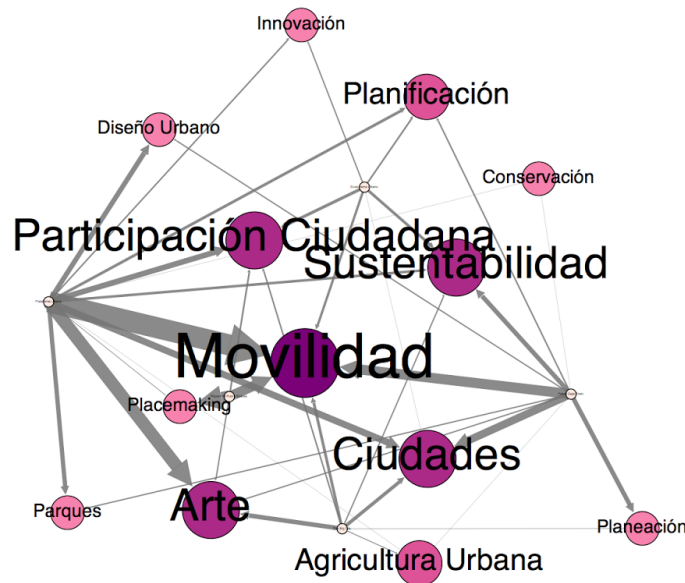 Innovación
Planificación
Diseño Urbano
Conservación
Participación Ciudadana
Sustentabilidad
Movilidad
Placemaking
Ciudades
Arte
Parques
Planeación
Agricultura Urbana